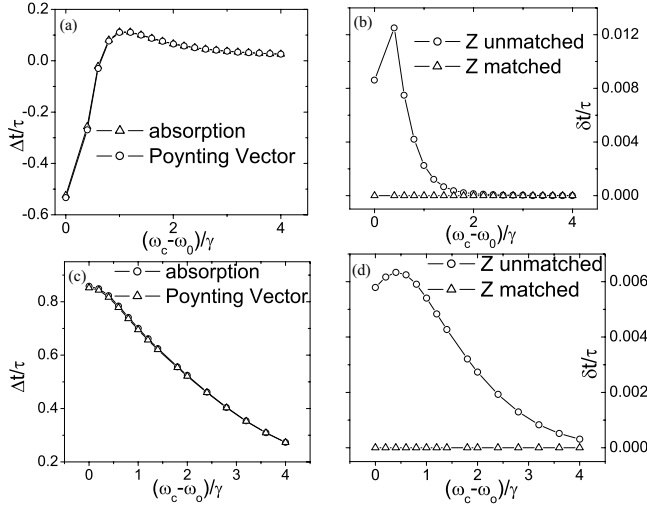 (a)
0.2
0.0
-0.2
-0.4
-0.6
Δt/τ
absorption
Poynting Vector
0 2 4
(ω_c-ω_0)/γ
(b)
Z unmatched
Z matched
0.012
0.008
0.004
0.000
δt/τ
0 1 2 3 4
(ω_c-ω_0)/γ
(c)
absorption
Poynting Vector
0.8
0.6
0.4
0.2
Δt/τ
0 1 2 3 4
(ω_c-ω_o)/γ
(d)
Z unmatched
Z matched
0.006
0.004
0.002
0.000
δt/τ
0 1 2 3 4
(ω_c-ω_o)/γ